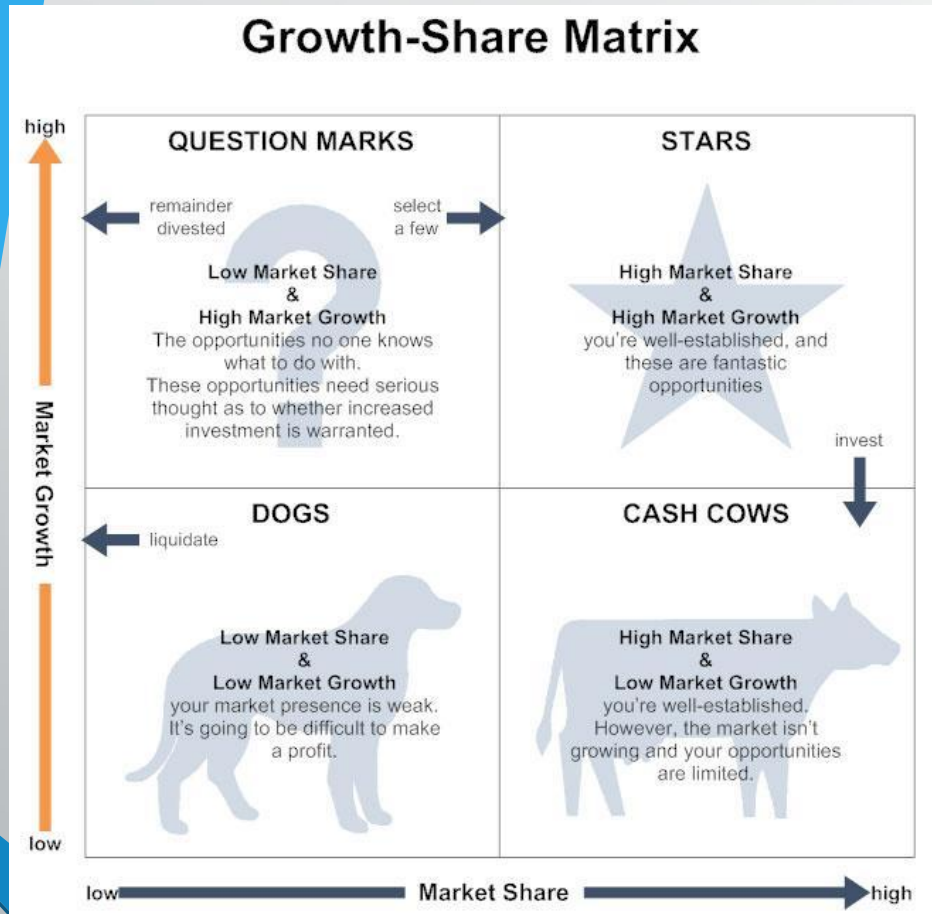 Growth-Share Matrix
high
QUESTION MARKS
remainder
divested
select
a few
Low Market Share
&
High Market Growth
The opportunities no one knows
what to do with.
These opportunities need serious
thought as to whether increased
investment is warranted.
STARS
High Market Share
&
High Market Growth
you're well-established, and
these are fantastic
opportunities
invest
Market Growth
DOGS
liquidate
Low Market Share
&
Low Market Growth
your market presence is weak.
It's going to be difficult to make
a profit.
CASH COWS
High Market Share
&
Low Market Growth
you're well-established.
However, the market isn't
growing and your opportunities
are limited.
low
low
Market Share
high